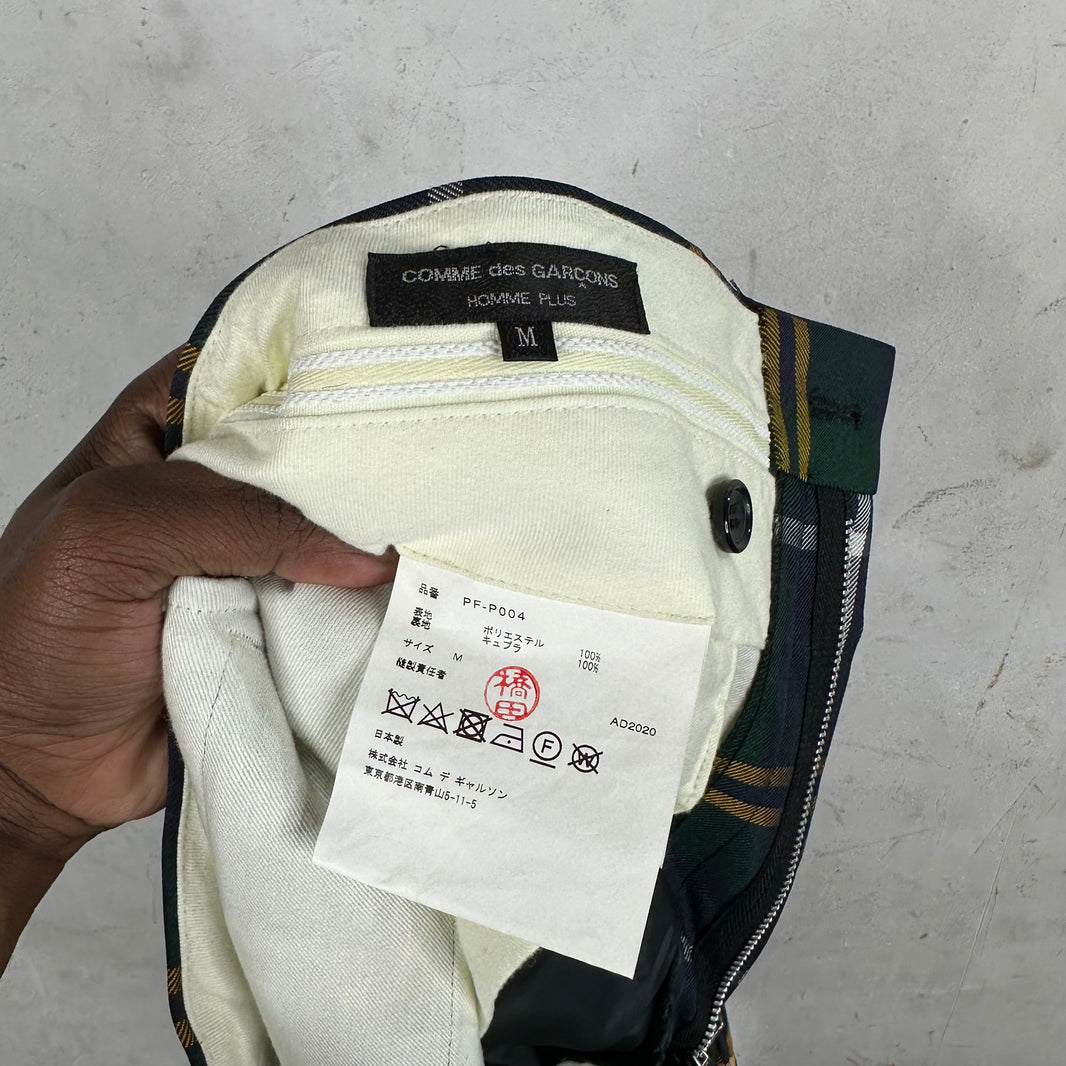 COMME des GARÇONS
HOMME PLUS
M
品番 PF-P004
表地 ポリエステル 100%
裏地 キュプラ 100%
サイズ M
縫製責任者 橋田
AD2020
F
W
日本製
株式会社 コム デ ギャルソン
東京都港区南青山5-11-5